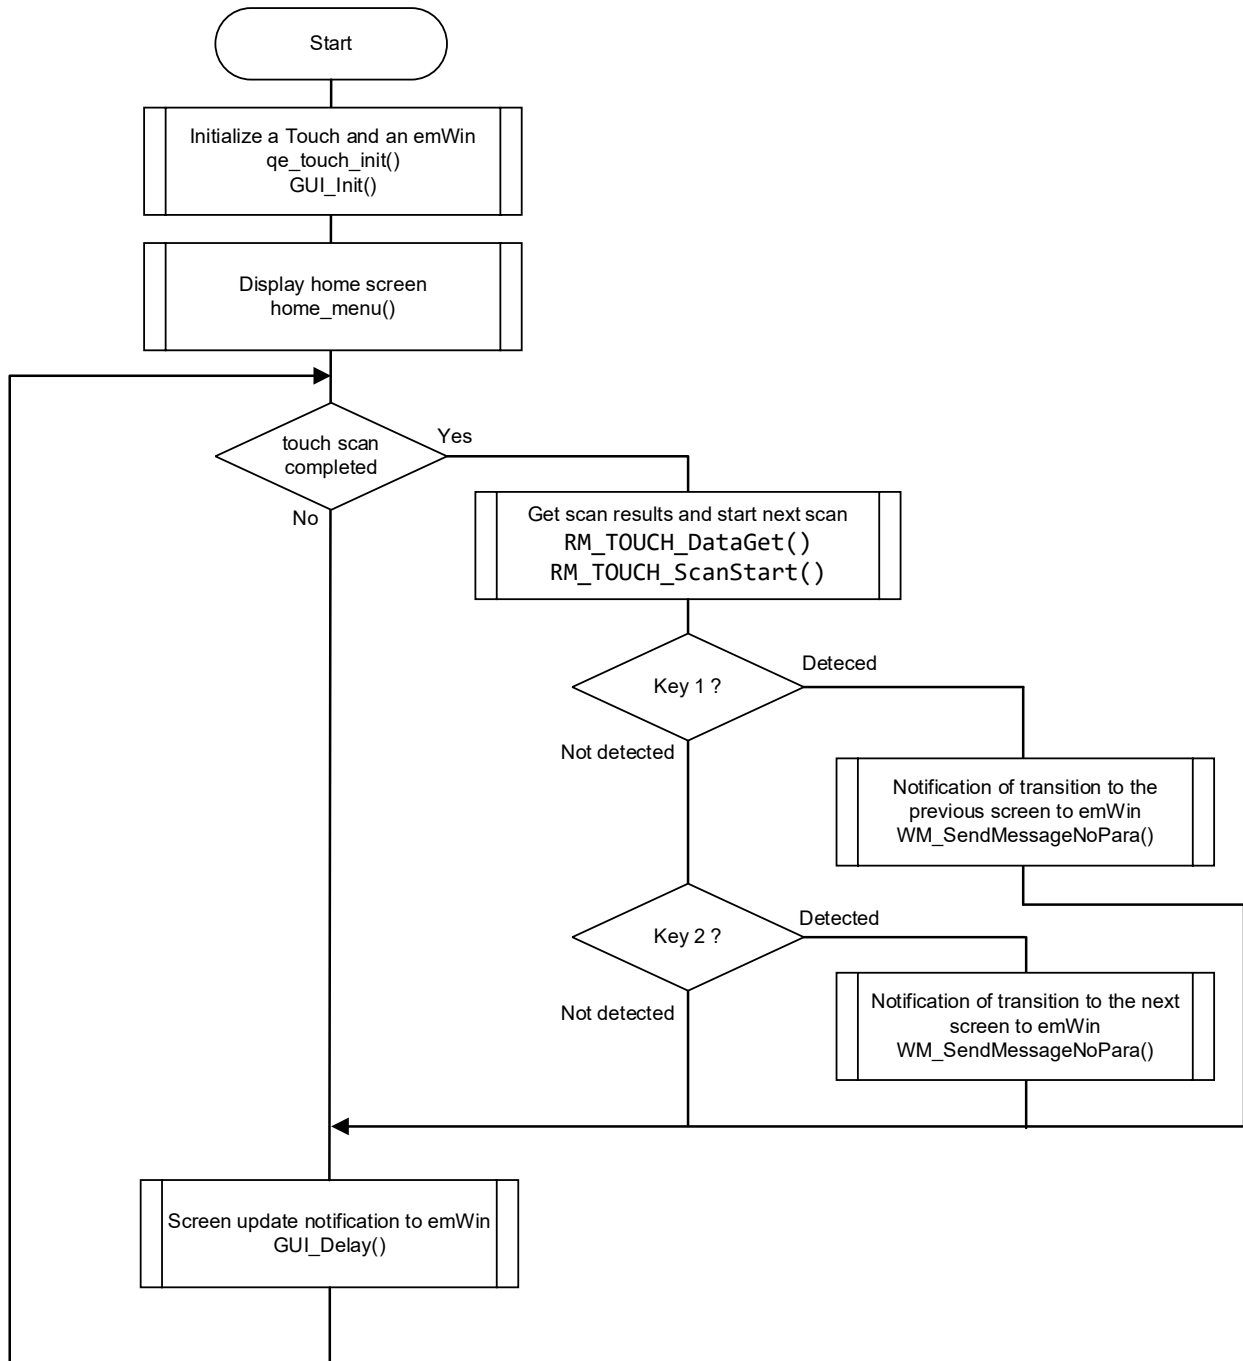 Start
Initialize a Touch and an emWin
qe_touch_init()
GUI_Init()
Display home screen
home_menu()
touch scan
completed
Yes
No
Get scan results and start next scan
RM_TOUCH_DataGet()
RM_TOUCH_ScanStart()
Key 1 ?
Deteced
Not detected
Notification of transition to the
previous screen to emWin
WM_SendMessageNoPara()
Key 2 ?
Detected
Not detected
Notification of transition to the next
screen to emWin
WM_SendMessageNoPara()
Screen update notification to emWin
GUI_Delay()